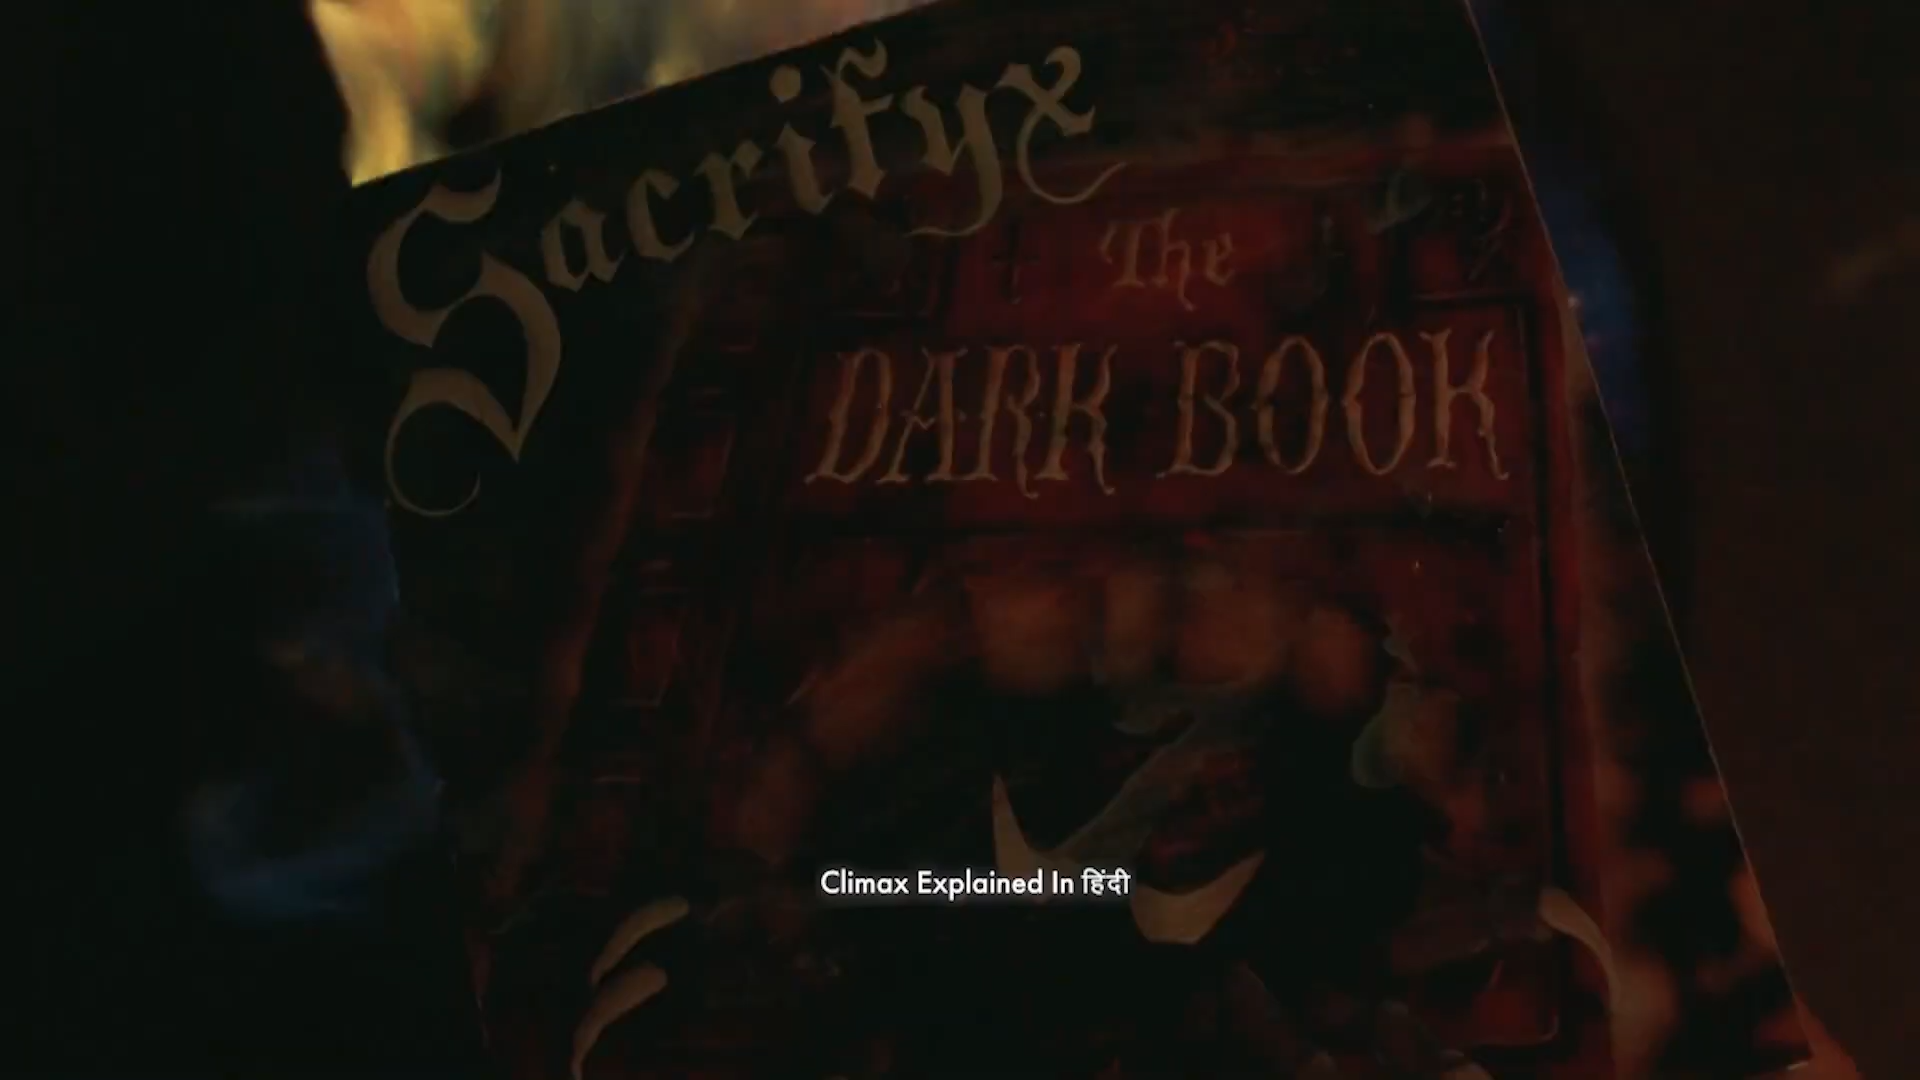 Sacrifyx
The
DARK BOOK
Climax Explained In हिंदी